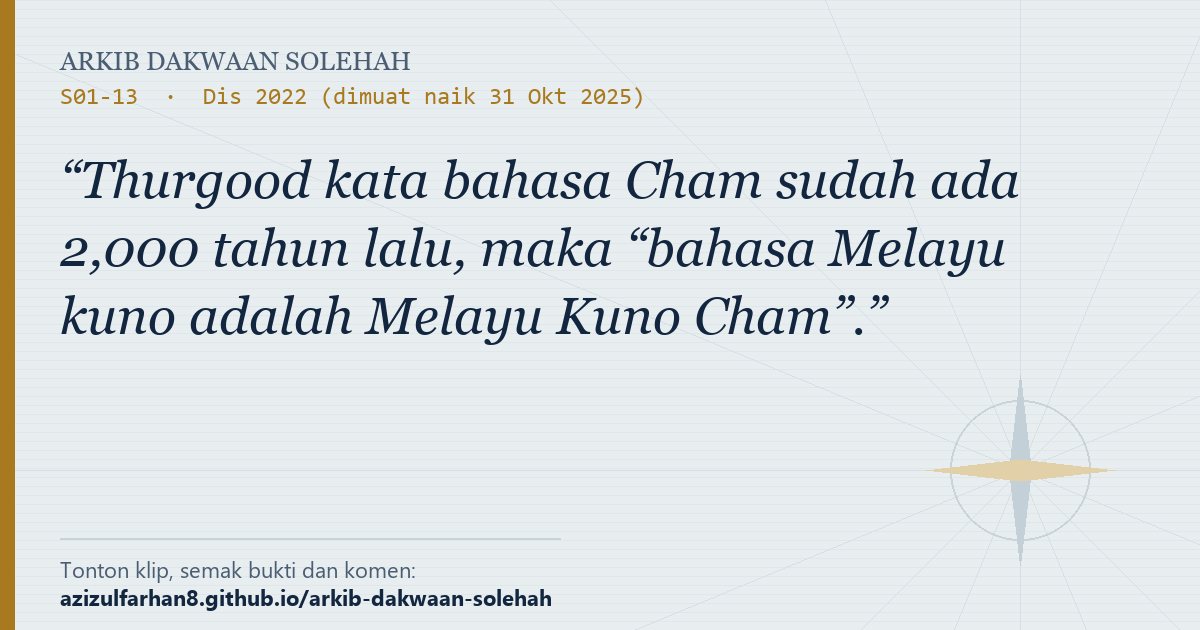 ARKIB DAKWAAN SOLEHAH
S01-13 · Dis 2022 (dimuat naik 31 Okt 2025)
“Thurgood kata bahasa Cham sudah ada
2,000 tahun lalu, maka “bahasa Melayu
kuno adalah Melayu Kuno Cham”.”
Tonton klip, semak bukti dan komen:
azizulfarhan8.github.io/arkib-dakwaan-solehah